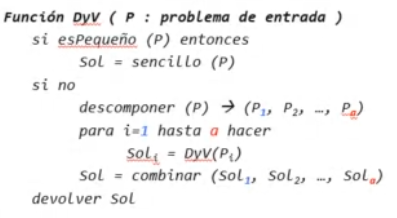 Función DyV ( P : problema de entrada )
si esPequeño (P) entonces
Sol = sencillo (P)
si no
descomponer (P) → (P₁, P₂, …, Pₐ)
para i=1 hasta a hacer
Solᵢ = DyV(Pᵢ)
Sol = combinar (Sol₁, Sol₂, …, Solₐ)
devolver Sol